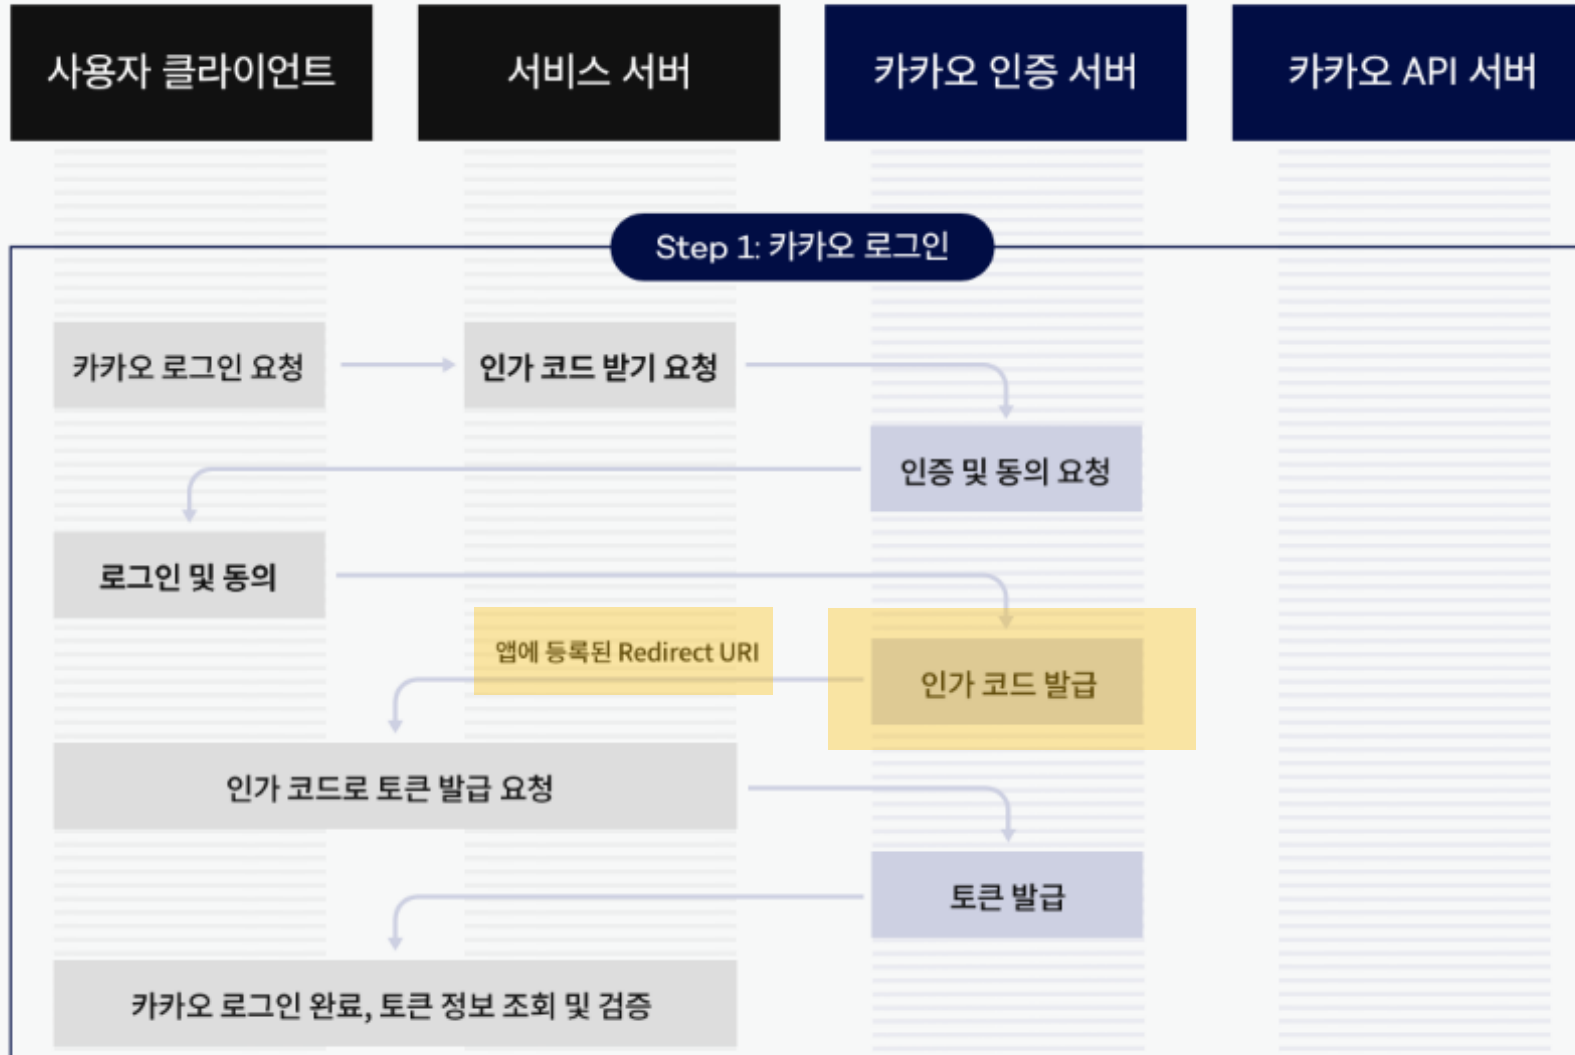 사용자 클라이언트
서비스 서버
카카오 인증 서버
카카오 API 서버
Step 1: 카카오 로그인
카카오 로그인 요청
인가 코드 받기 요청
인증 및 동의 요청
로그인 및 동의
앱에 등록된 Redirect URI
인가 코드 발급
인가 코드로 토큰 발급 요청
토큰 발급
카카오 로그인 완료, 토큰 정보 조회 및 검증